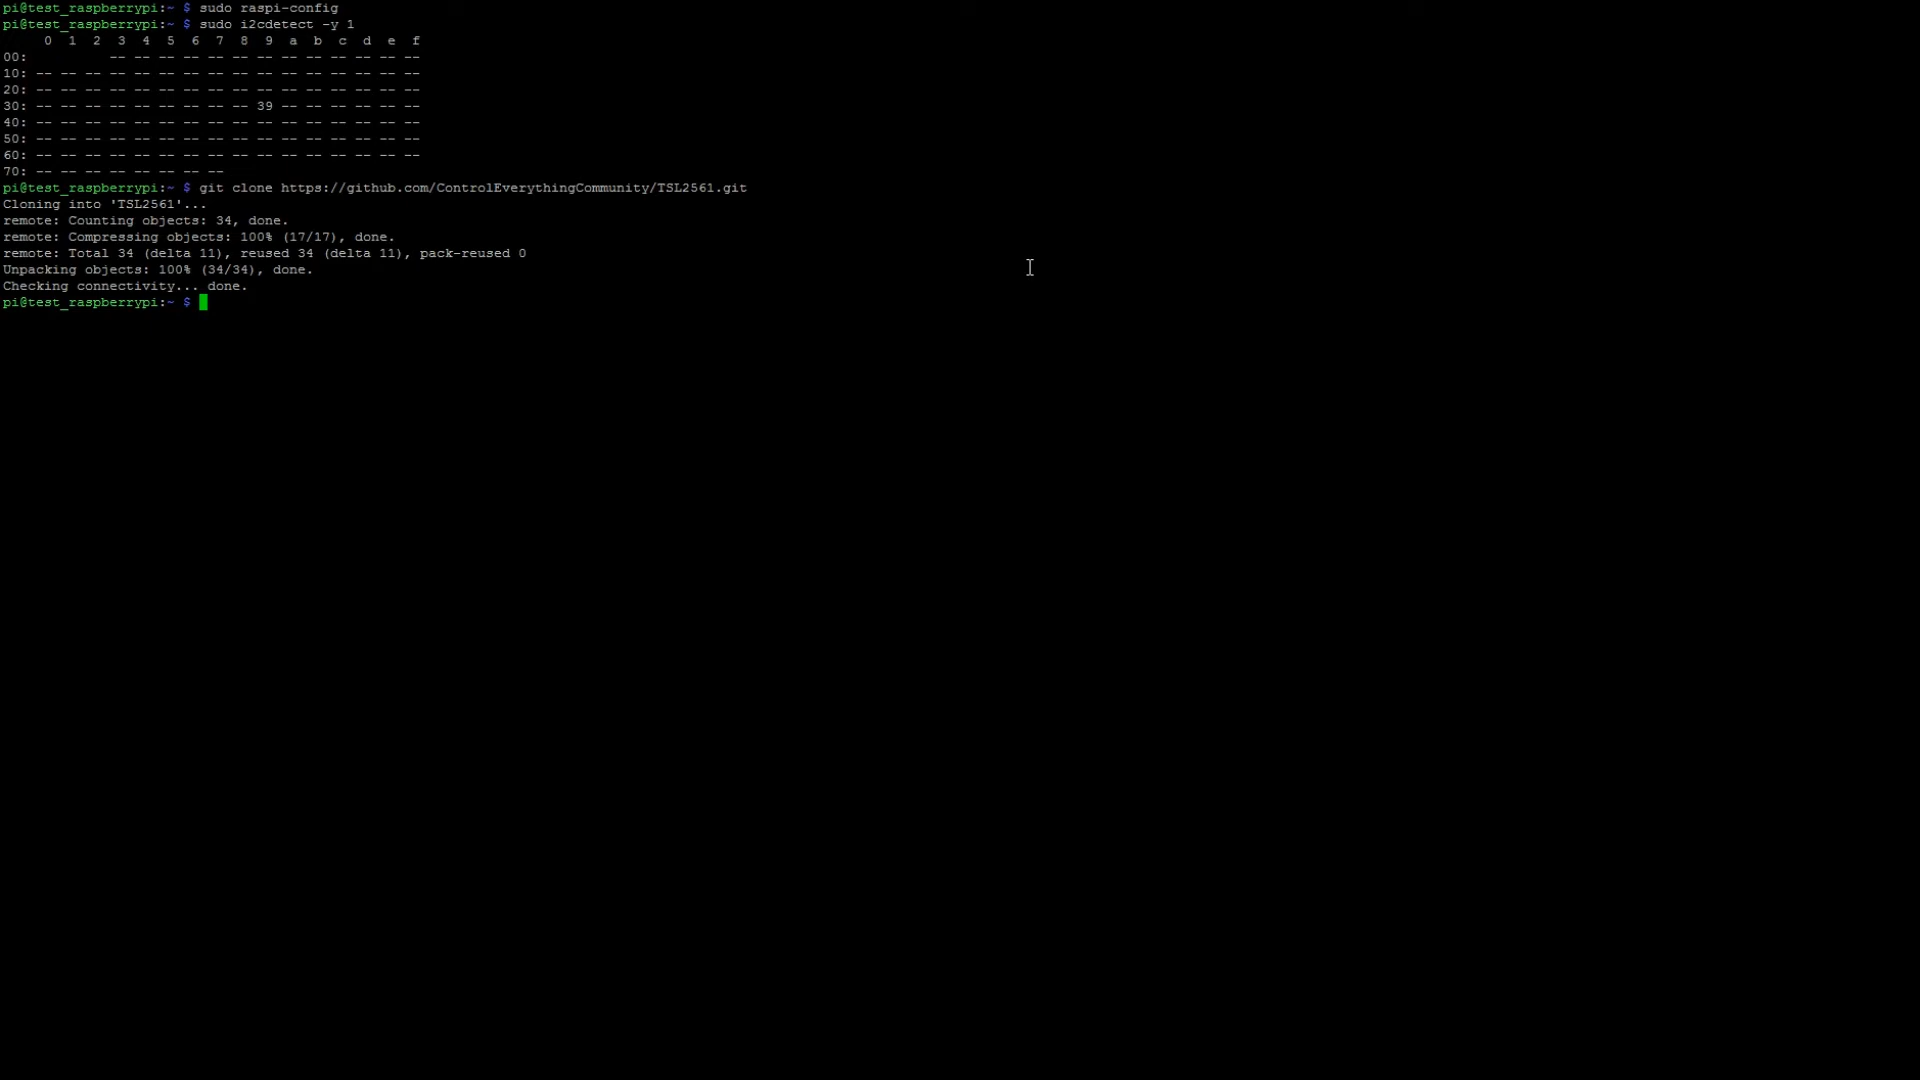 pi@test_raspberrypi:~ $ sudo raspi-config
pi@test_raspberrypi:~ $ sudo i2cdetect -y 1
     0  1  2  3  4  5  6  7  8  9  a  b  c  d  e  f
00:          -- -- -- -- -- -- -- -- -- -- -- -- --
10: -- -- -- -- -- -- -- -- -- -- -- -- -- -- -- --
20: -- -- -- -- -- -- -- -- -- -- -- -- -- -- -- --
30: -- -- -- -- -- -- -- -- -- 39 -- -- -- -- -- --
40: -- -- -- -- -- -- -- -- -- -- -- -- -- -- -- --
50: -- -- -- -- -- -- -- -- -- -- -- -- -- -- -- --
60: -- -- -- -- -- -- -- -- -- -- -- -- -- -- -- --
70: -- -- -- -- -- -- -- --
pi@test_raspberrypi:~ $ git clone https://github.com/ControlEverythingCommunity/TSL2561.git
Cloning into 'TSL2561'...
remote: Counting objects: 34, done.
remote: Compressing objects: 100% (17/17), done.
remote: Total 34 (delta 11), reused 34 (delta 11), pack-reused 0
Unpacking objects: 100% (34/34), done.
Checking connectivity... done.
pi@test_raspberrypi:~ $